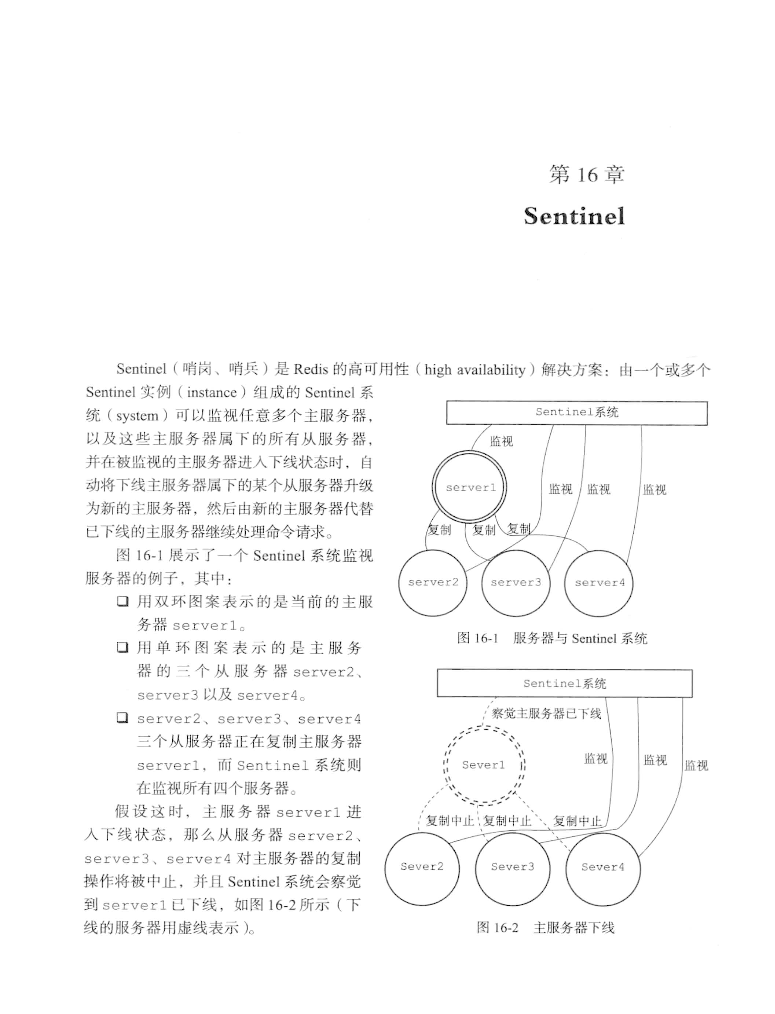 第 16 章
Sentinel
Sentinel（哨岗、哨兵）是 Redis 的高可用性（high availability）解决方案：由一个或多个
Sentinel 实例（instance）组成的 Sentinel 系
统（system）可以监视任意多个主服务器，
以及这些主服务器属下的所有从服务器，
并在被监视的主服务器进入下线状态时，自
动将下线主服务器属下的某个从服务器升级
为新的主服务器，然后由新的主服务器代替
已下线的主服务器继续处理命令请求。
图 16-1 展示了一个 Sentinel 系统监视
服务器的例子，其中：
❑ 用双环图案表示的是当前的主服
务器 server1。
❑ 用单环图案表示的是主服务
器的三个从服务器 server2、
server3 以及 server4。
❑ server2、server3、server4
三个从服务器正在复制主服务器
server1，而 Sentinel 系统则
在监视所有四个服务器。
假设这时，主服务器 server1 进
入下线状态，那么从服务器 server2、
server3、server4 对主服务器的复制
操作将被中止，并且 Sentinel 系统会察觉
到 server1 已下线，如图 16-2 所示（下
线的服务器用虚线表示）。
Sentinel系统
监视
server1
监视
监视
监视
复制
复制
复制
server2
server3
server4
图 16-1 服务器与 Sentinel 系统
Sentinel系统
察觉主服务器已下线
Sever1
监视
监视
监视
复制中止
复制中止
复制中止
Sever2
Sever3
Sever4
图 16-2 主服务器下线